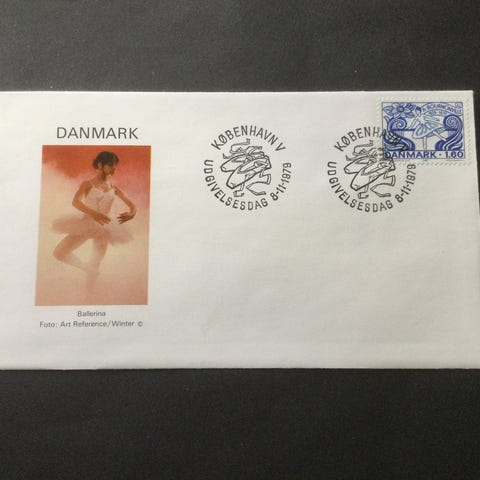 DANMARK
Ballerina
Foto: Art Reference/Winter ©
KØBENHAVN V
UDGIVELSESDAG 8-11-1979
KØBENHAVN V
UDGIVELSESDAG 8-11-1979
DANMARK · 1.60